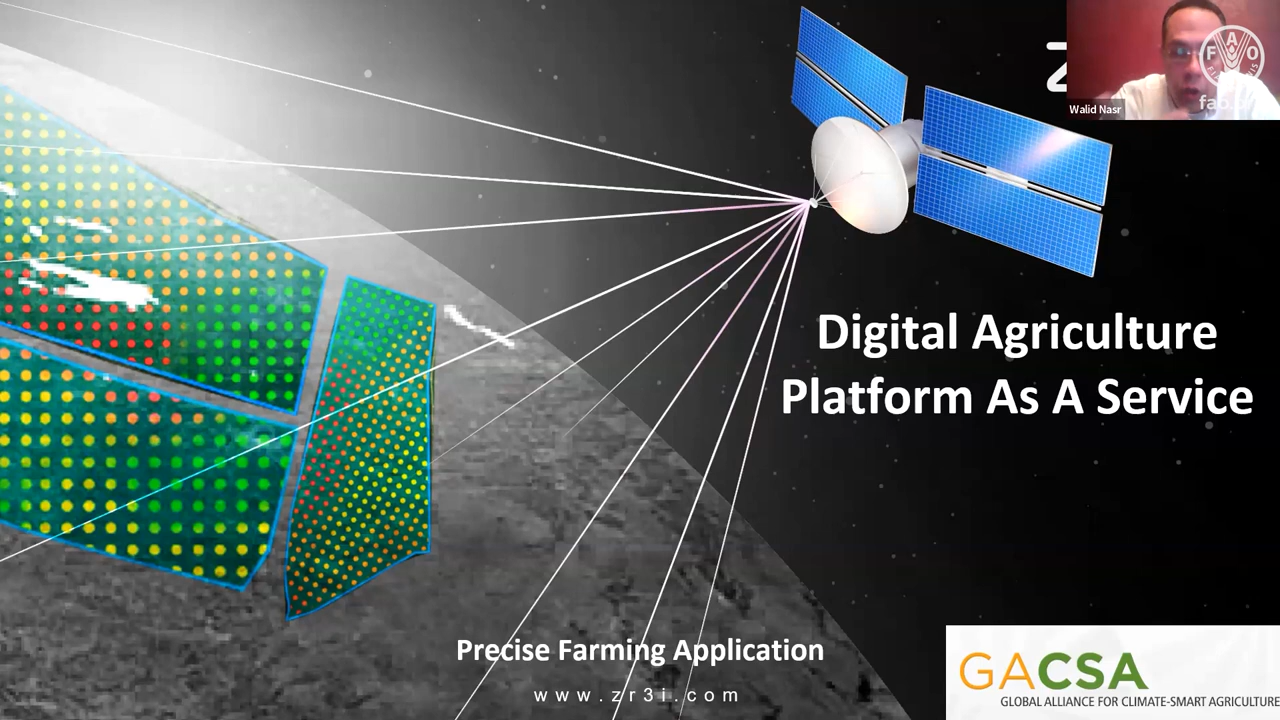 Walid Nasr
FAO
Digital Agriculture
Platform As A Service
Precise Farming Application
www.zr3i.com
GACSA
GLOBAL ALLIANCE FOR CLIMATE-SMART AGRICULTURE